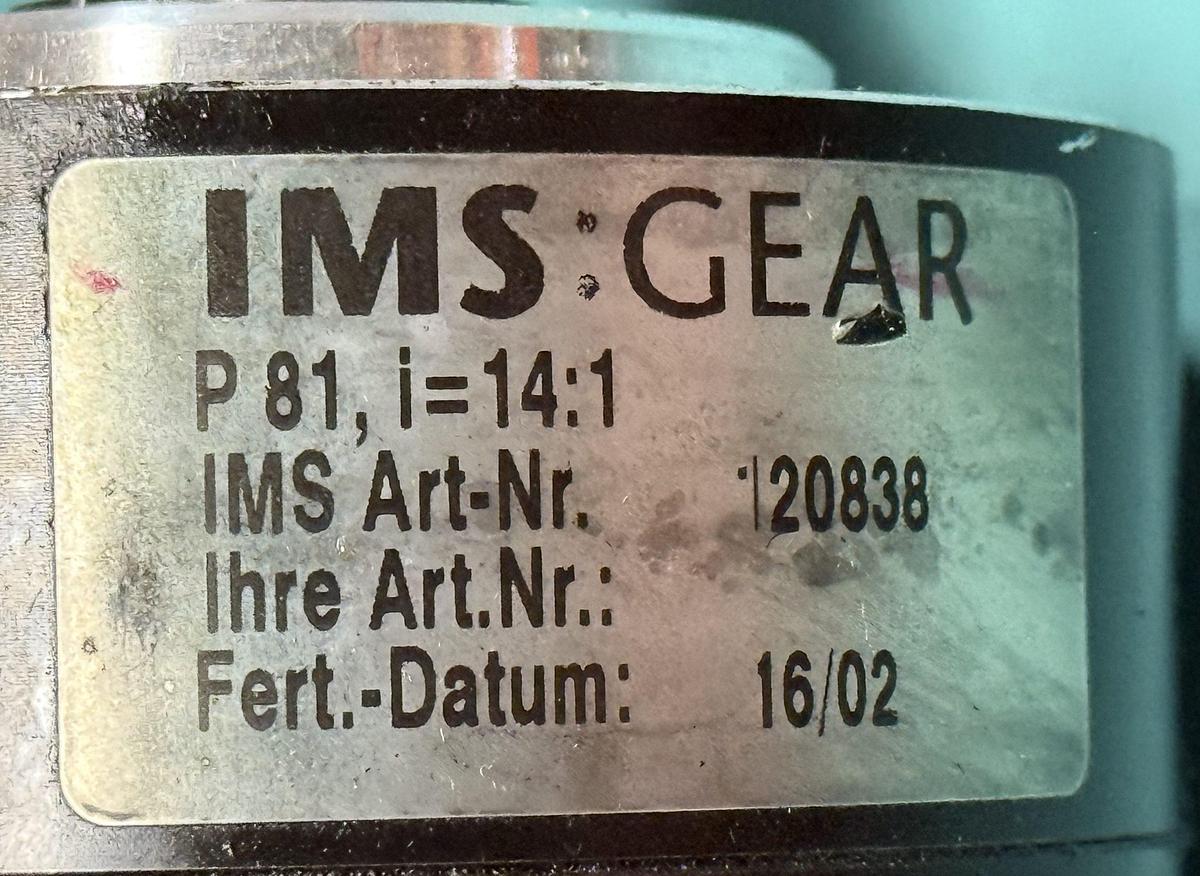 IMS:GEAR
P 81, i=14:1
IMS Art-Nr. 120838
Ihre Art.Nr.:
Fert.-Datum: 16/02